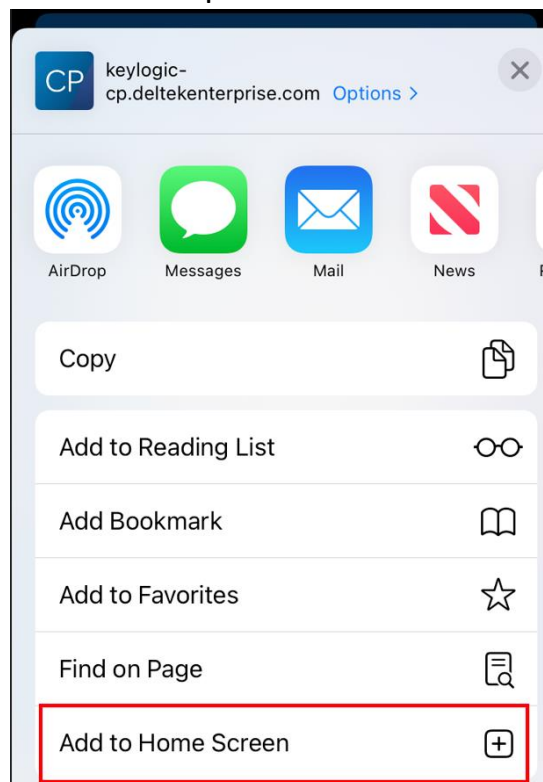 CP
keylogic-
cp.deltekenterprise.com Options >
AirDrop
Messages
Mail
News
Copy
Add to Reading List
Add Bookmark
Add to Favorites
Find on Page
Add to Home Screen